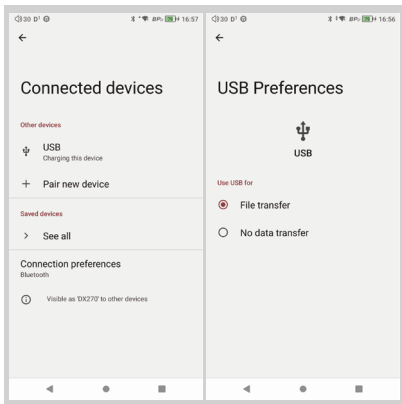 30
16:57
Connected devices
Other devices
USB
Charging this device
Pair new device
Saved devices
See all
Connection preferences
Bluetooth
Visible as 'DX270' to other devices
30
16:56
USB Preferences
USB
Use USB for
File transfer
No data transfer